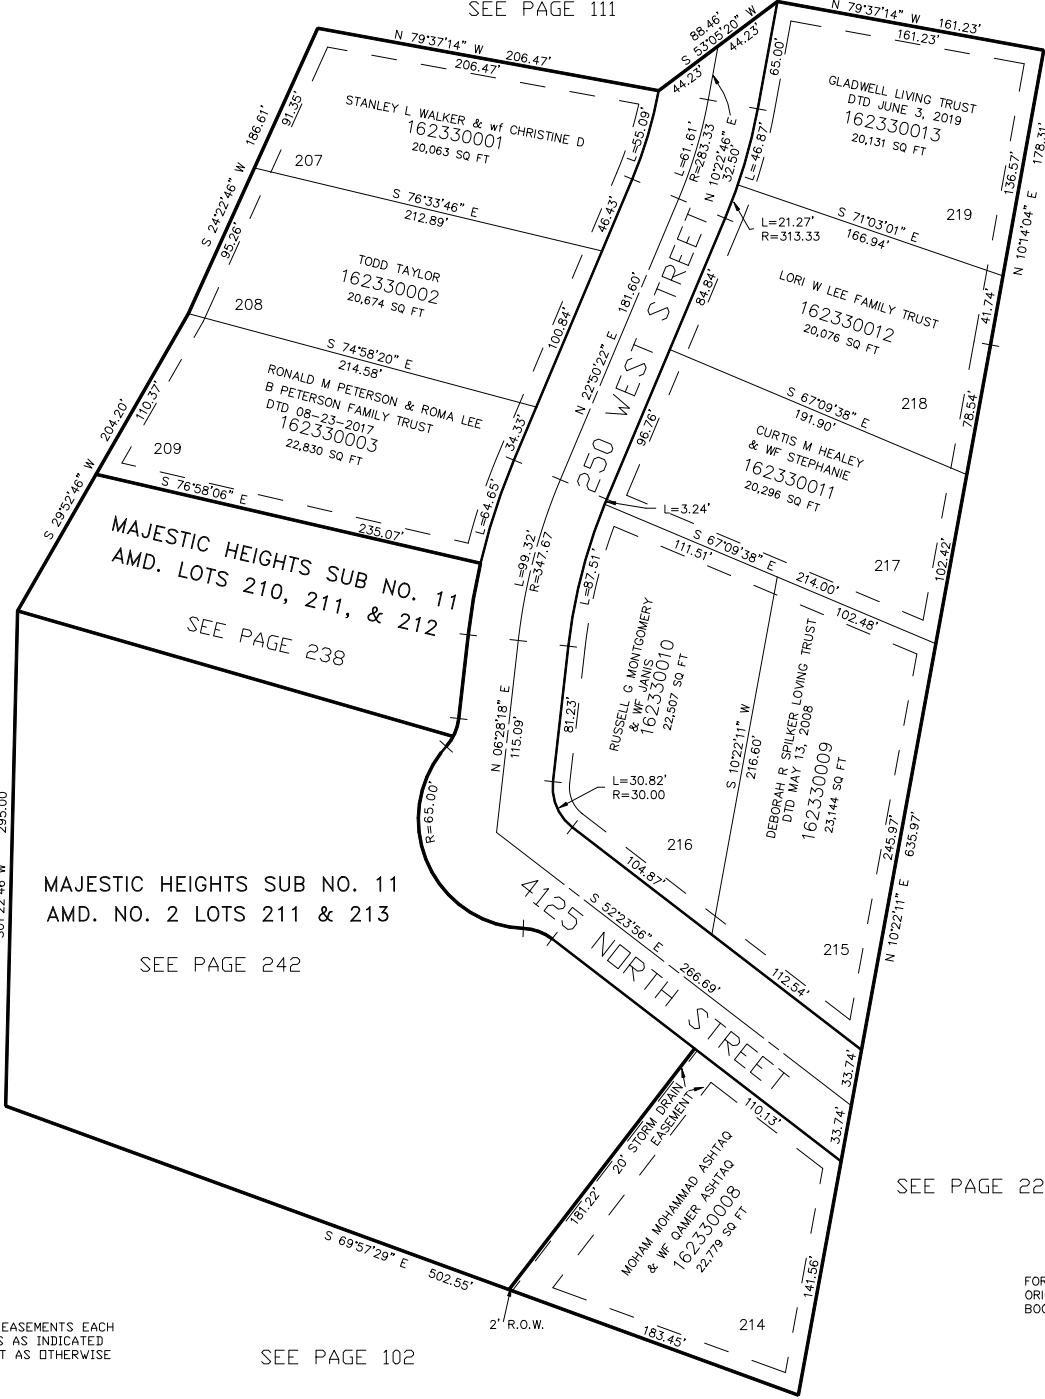 SEE PAGE 111
N 79°37'14" W 206.47'
206.47'
88.46'
S 53°05'20" W
44.23'
44.23'
N 79°37'14" W 161.23'
161.23'
65.00'
S 24°22'46" W 186.61'
91.35'
STANLEY L WALKER & wf CHRISTINE D
162330001
20,063 SQ FT
207
L=55.09'
L=61.61'
R=283.33
N 10°22'46" E
32.50'
L=46.87'
GLADWELL LIVING TRUST
DTD JUNE 3, 2019
162330013
20,131 SQ FT
219
136.57'
178.31'
N 10°14'04" E
S 76°33'46" E
212.89'
46.43'
L=21.27'
R=313.33
S 71°03'01" E
166.94'
95.26'
TODD TAYLOR
162330002
20,674 SQ FT
208
100.84'
181.60'
N 22°50'22" E
250 WEST STREET
84.84'
LORI W LEE FAMILY TRUST
162330012
20,076 SQ FT
218
41.74'
78.54'
S 74°58'20" E
214.58'
RONALD M PETERSON & ROMA LEE
B PETERSON FAMILY TRUST
DTD 08-23-2017
162330003
22,830 SQ FT
209
110.37'
S 29°52'46" W 204.20'
34.33'
L=64.65'
S 67°09'38" E
191.90'
96.76'
CURTIS M HEALEY
& WF STEPHANIE
162330011
20,296 SQ FT
217
102.42'
L=3.24'
S 76°58'06" E
235.07'
MAJESTIC HEIGHTS SUB NO. 11
AMD. LOTS 210, 211, & 212
SEE PAGE 238
L=99.32'
R=347.67
L=87.51'
S 67°09'38" E
214.00'
111.51'
102.48'
RUSSELL G MONTGOMERY
& WF JANIS
162330010
22,507 SQ FT
216
81.23'
N 06°28'18" E
115.09'
L=30.82'
R=30.00
S 10°22'11" W
216.60'
DEBORAH R SPILKER LOVING TRUST
DTD MAY 13, 2008
162330009
23,144 SQ FT
215
245.97'
N 10°22'11" E 635.97'
R=65.00'
295.00
MAJESTIC HEIGHTS SUB NO. 11
AMD. NO. 2 LOTS 211 & 213
SEE PAGE 242
104.87'
S 52°23'56" E
266.69'
4125 NORTH STREET
112.54'
33.74'
33.74'
110.13'
20' STORM DRAIN
EASEMENT
181.22'
MOHAM MOHAMMAD ASHTAQ
& WF QAMER ASHTAQ
162330008
22,779 SQ FT
214
141.56'
183.45'
SEE PAGE 22
S 69°57'29" E 502.55'
2' R.O.W.
SEE PAGE 102
EASEMENTS EACH
S AS INDICATED
T AS OTHERWISE
FOR
ORI
BOO